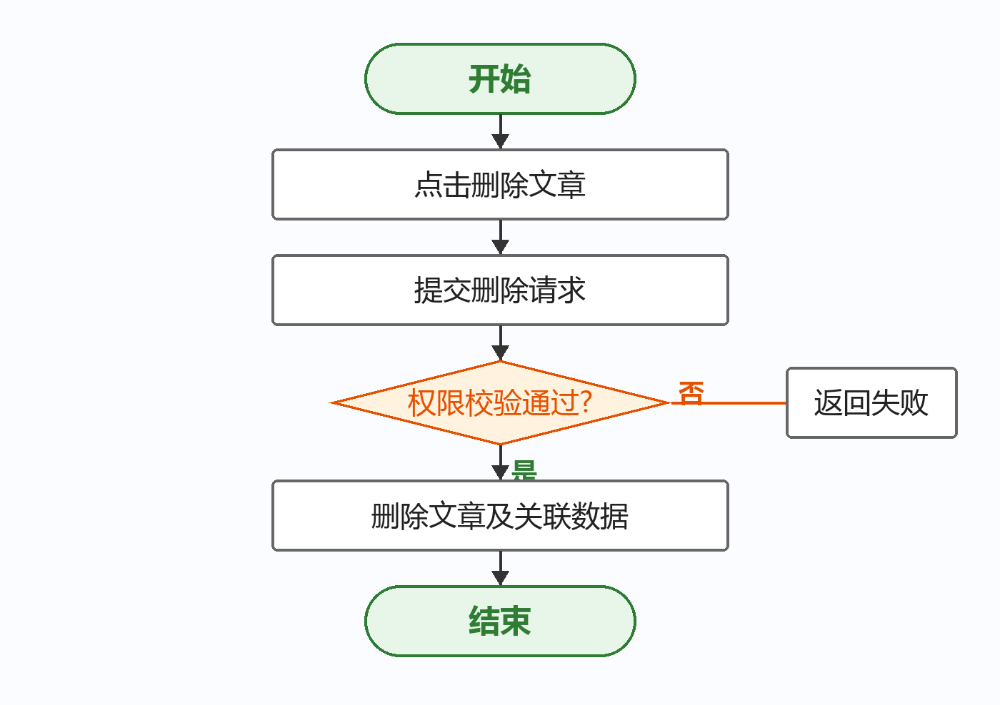 开始
点击删除文章
提交删除请求
权限校验通过?
否
返回失败
是
删除文章及关联数据
结束